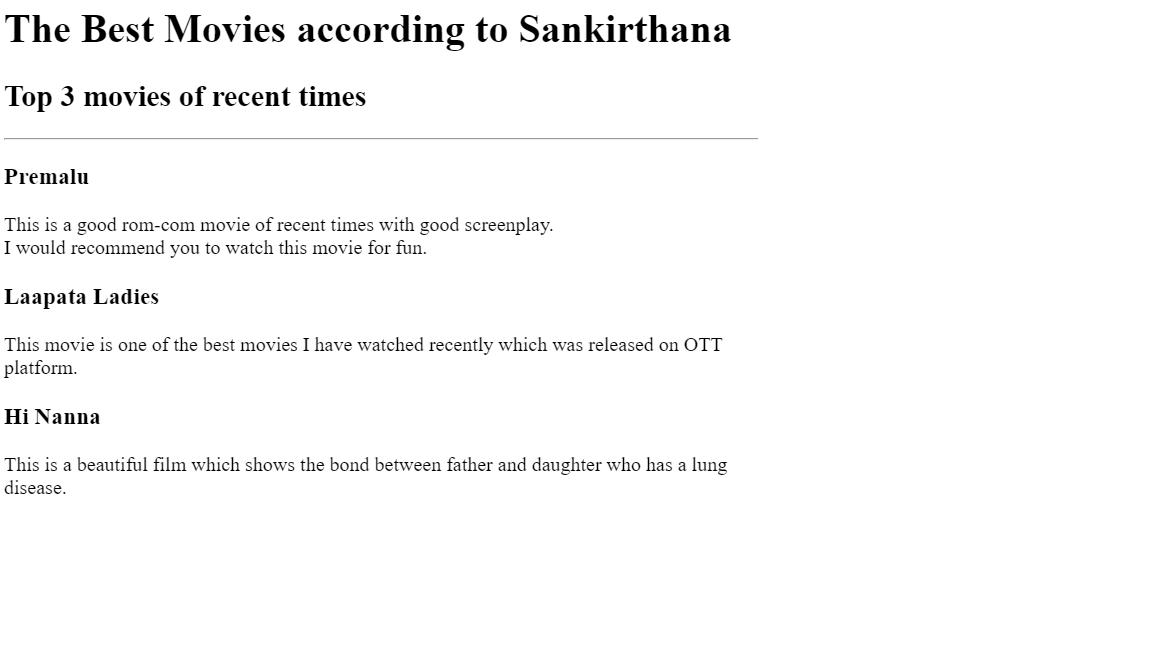 The Best Movies according to Sankirthana
Top 3 movies of recent times
Premalu
This is a good rom-com movie of recent times with good screenplay.
I would recommend you to watch this movie for fun.
Laapata Ladies
This movie is one of the best movies I have watched recently which was released on OTT
platform.
Hi Nanna
This is a beautiful film which shows the bond between father and daughter who has a lung
disease.